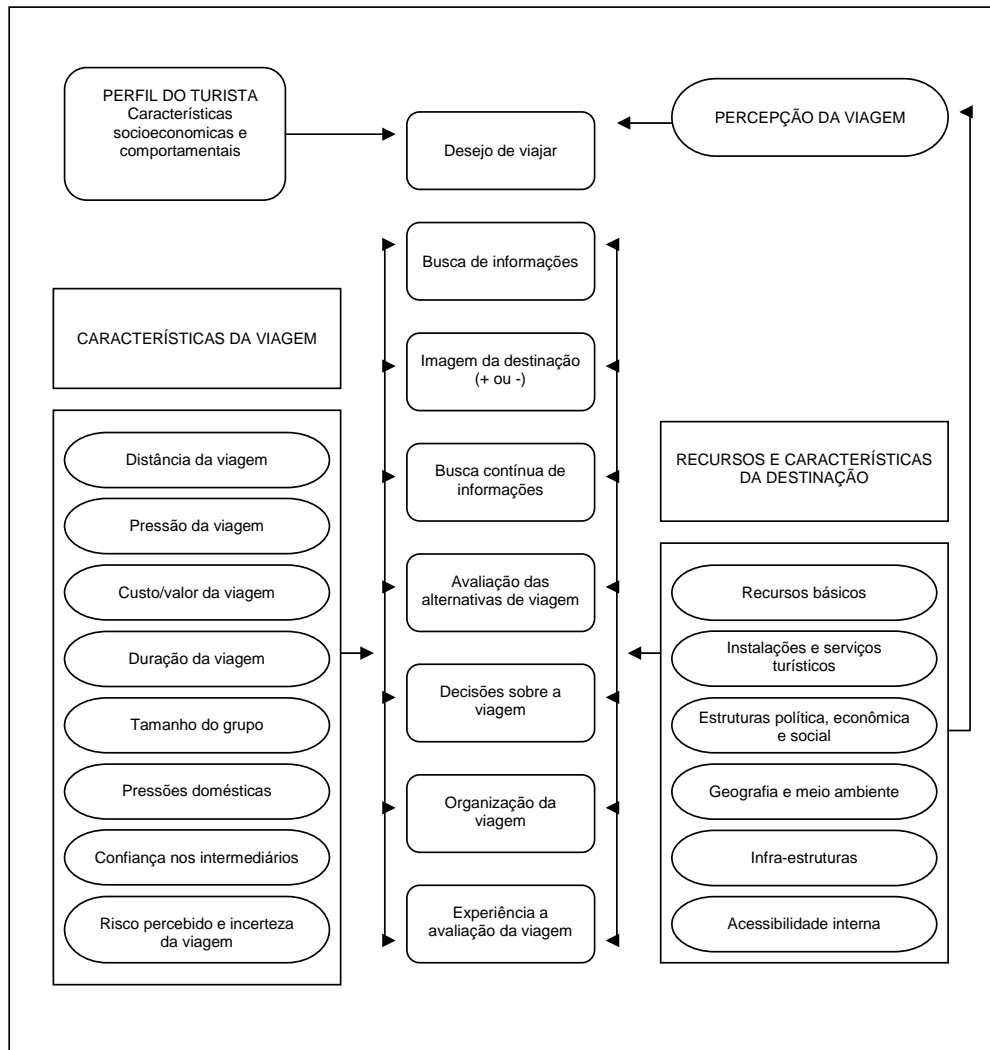 PERFIL DO TURISTA
Características
socioeconomicas e
comportamentais
Desejo de viajar
PERCEPÇÃO DA VIAGEM
Busca de informações
CARACTERÍSTICAS DA VIAGEM
Imagem da destinação
(+ ou -)
Busca contínua de
informações
Avaliação das
alternativas de viagem
Decisões sobre a
viagem
Organização da
viagem
Experiência a
avaliação da viagem
Distância da viagem
Pressão da viagem
Custo/valor da viagem
Duração da viagem
Tamanho do grupo
Pressões domésticas
Confiança nos intermediários
Risco percebido e incerteza
da viagem
RECURSOS E CARACTERÍSTICAS
DA DESTINAÇÃO
Recursos básicos
Instalações e serviços
turísticos
Estruturas política, econômica
e social
Geografia e meio ambiente
Infra-estruturas
Acessibilidade interna